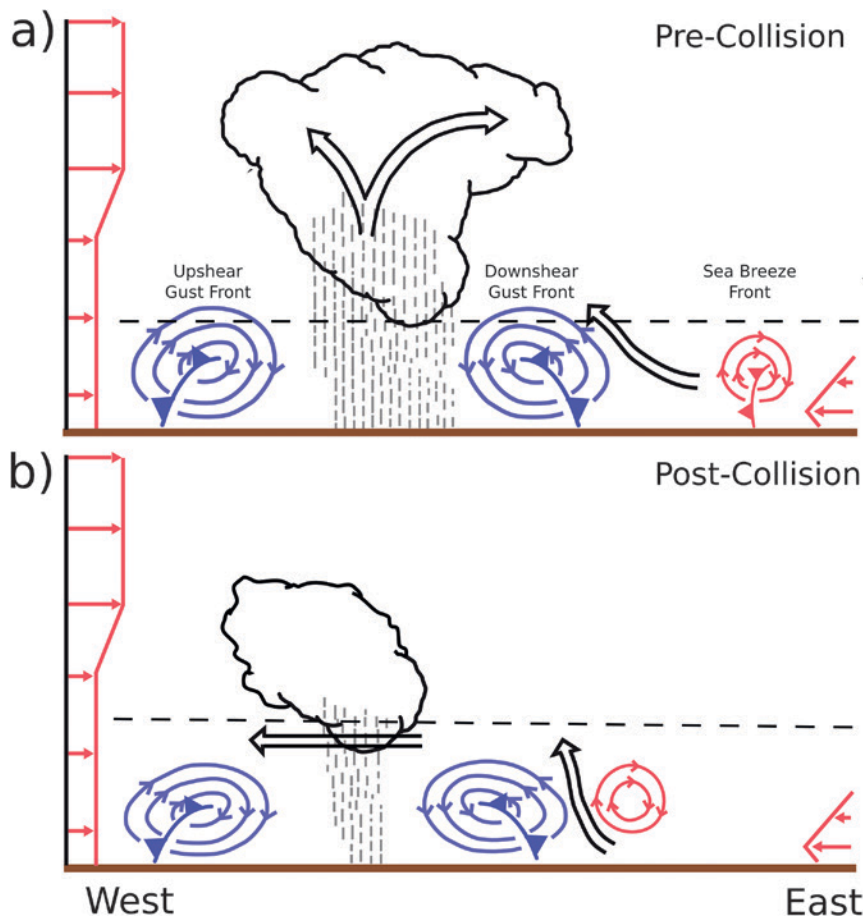 a)
Pre-Collision
Upshear
Gust Front
Downshear
Gust Front
Sea Breeze
Front
b)
Post-Collision
West
East